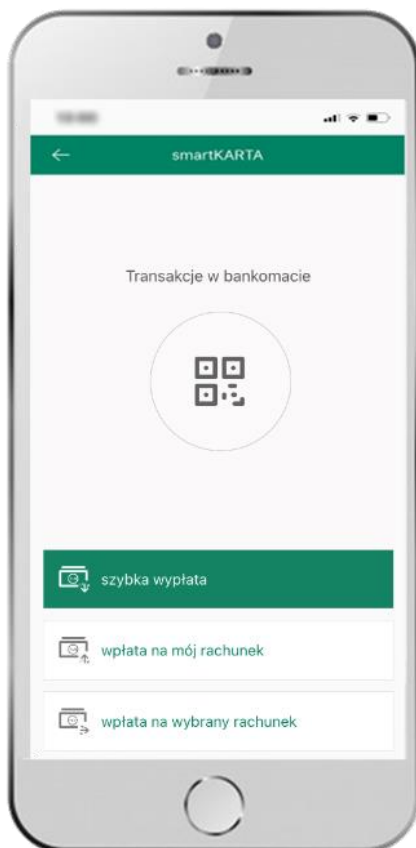 smartKARTA
Transakcje w bankomacie
szybka wypłata
wpłata na mój rachunek
wpłata na wybrany rachunek